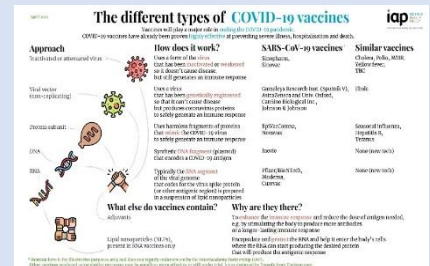 The different types of COVID-19 vaccines
iap
Vaccines will play a major role in ending the COVID-19 pandemic.
COVID-19 vaccines have already been proven highly effective at preventing severe illness, hospitalisation and death.
Approach
How does it work?
SARS-CoV-19 vaccines
Similar vaccines
Inactivated or attenuated virus
Uses a form of the virus
that has been inactivated or weakened
so it doesn't cause disease
but still generates an immune response
Sinopharm,
Sinovac
Cholera, Polio, MMR,
Yellow fever,
TBC
Viral vector
(non-replicating)
Uses a virus
that has been genetically engineered
so that it can't cause disease
but produces coronavirus proteins
to safely generate an immune response
Gamaleya Research Inst. (Sputnik V),
AstraZeneca and Univ. Oxford,
CanSino Biological Inc.,
Johnson & Johnson
Ebola
Protein subunit
Uses harmless fragments of proteins
that mimic the COVID-19 virus
to safely generate an immune response
EpiVacCorona,
Novavax
Seasonal Influenza,
Hepatitis B,
Tetanus
DNA
Synthetic DNA fragment (plasmid)
that encodes a COVID-19 antigen
Inovio
None (new tech)
RNA
Typically the RNA segment
of the viral genome
that codes for the virus spike protein
(or other antigenic region) is prepared
in a suspension of lipid nanoparticles
Pfizer/BioNTech,
Moderna,
Curevac
None (new tech)
What else do vaccines contain?
Why are they there?
Adjuvants
To enhance the immune response and reduce the dose of antigen needed,
e.g. by stimulating the body to produce more antibodies
or a longer-lasting immune response
Lipid nanoparticles (NLPs),
present in RNA vaccines only
Encapsulate and protect the RNA and help it enter the body's cells
where the RNA can start producing the desired protein
that will produce the antigenic response